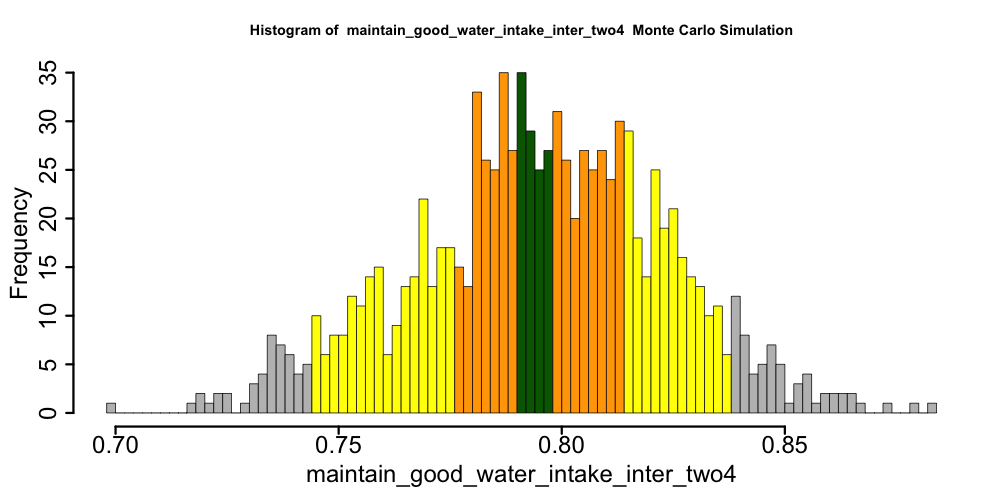 Histogram of  maintain_good_water_intake_inter_two4  Monte Carlo Simulation
Frequency
35
30
25
20
15
10
5
0
0.70 0.75 0.80 0.85
maintain_good_water_intake_inter_two4